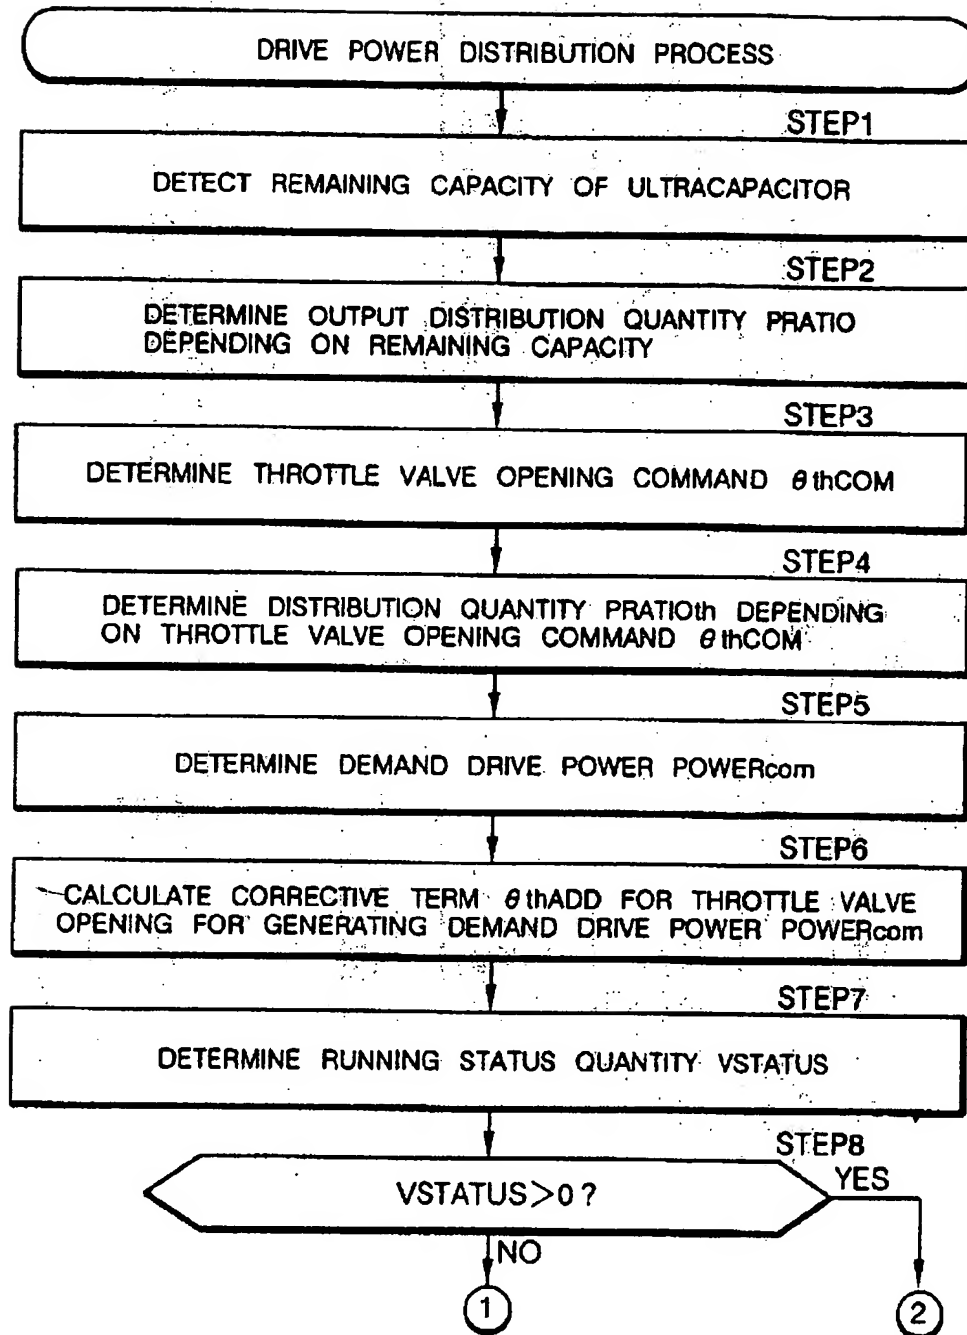 DRIVE POWER DISTRIBUTION PROCESS
STEP1
DETECT REMAINING CAPACITY OF ULTRACAPACITOR
STEP2
DETERMINE OUTPUT DISTRIBUTION QUANTITY PRATIO
DEPENDING ON REMAINING CAPACITY
STEP3
DETERMINE THROTTLE VALVE OPENING COMMAND θthCOM
STEP4
DETERMINE DISTRIBUTION QUANTITY PRATIOth DEPENDING
ON THROTTLE VALVE OPENING COMMAND θthCOM
STEP5
DETERMINE DEMAND DRIVE POWER POWERcom
STEP6
CALCULATE CORRECTIVE TERM θthADD FOR THROTTLE VALVE
OPENING FOR GENERATING DEMAND DRIVE POWER POWERcom
STEP7
DETERMINE RUNNING STATUS QUANTITY VSTATUS
STEP8
VSTATUS>0?
YES
NO
1
2